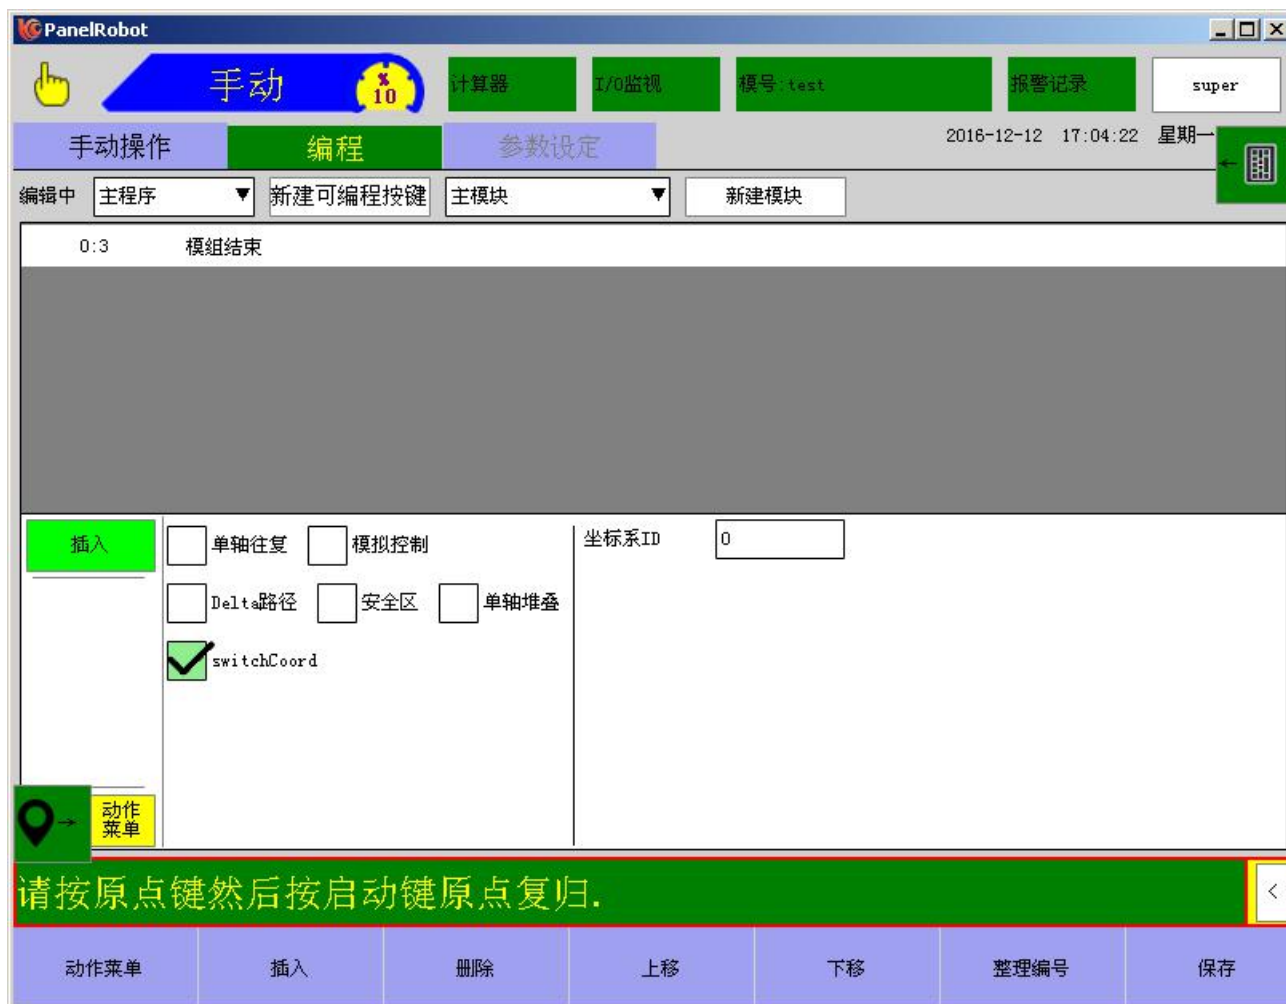 PanelRobot
手动 % 10 计算器 I/O监视 模号:test 报警记录 super
手动操作 编程 参数设定 2016-12-12 17:04:22 星期一
编辑中 主程序 新建可编程按键 主模块 新建模块
0:3 模组结束
插入 单轴往复 模拟控制 坐标系ID 0
Delta路径 安全区 单轴堆叠
switchCoord
动作
菜单
请按原点键然后按启动键原点复归.
<
动作菜单 插入 删除 上移 下移 整理编号 保存